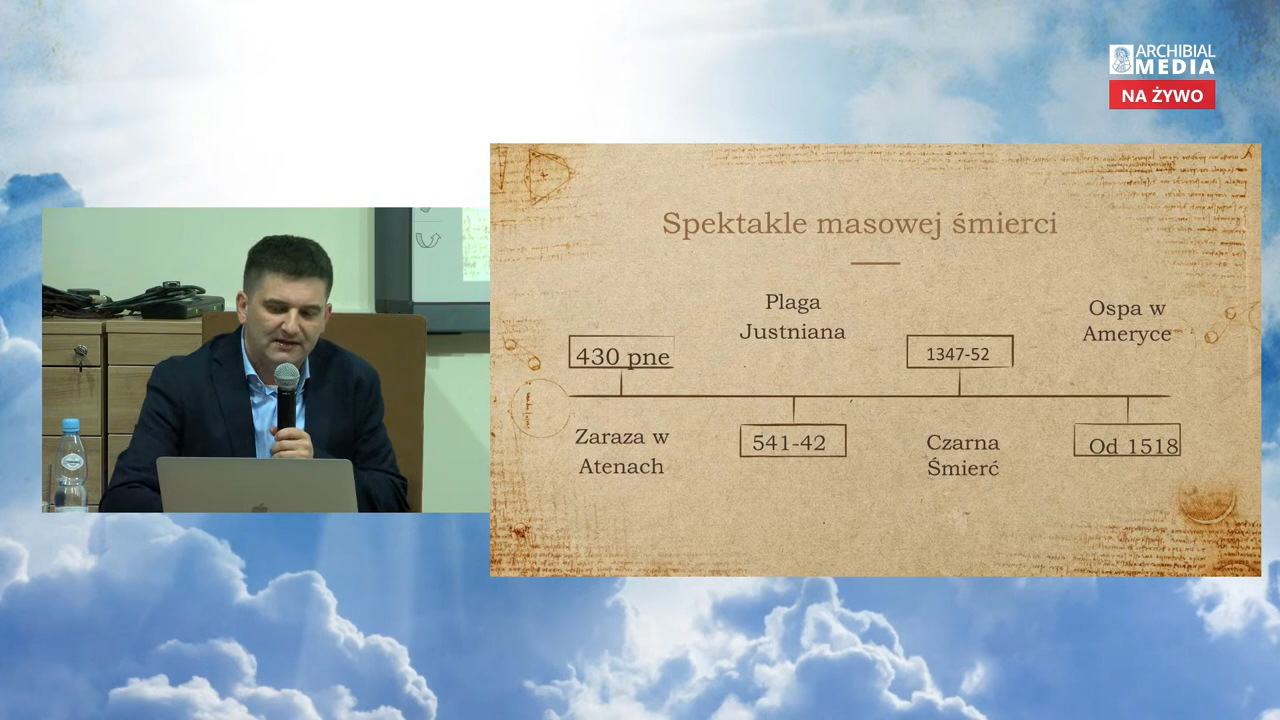 ARCHIBIAL
MEDIA
NA ŻYWO
Spektakle masowej śmierci
430 pne
Zaraza w
Atenach
Plaga
Justniana
541-42
1347-52
Czarna
Śmierć
Ospa w
Ameryce
Od 1518